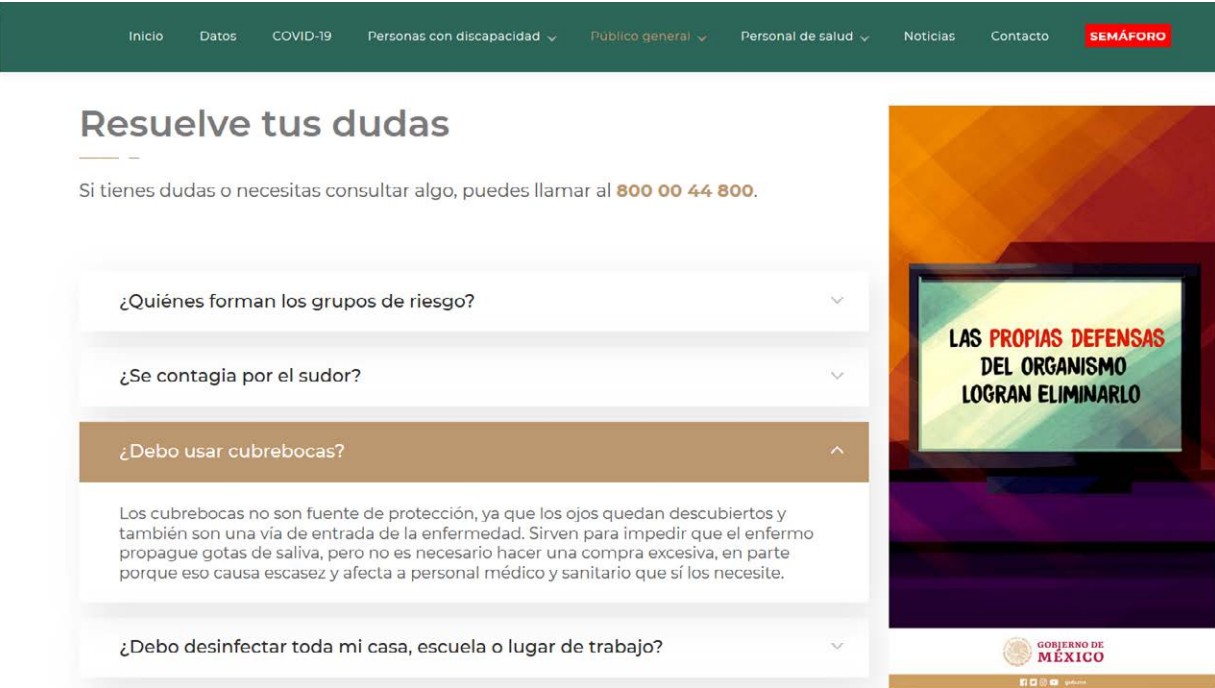 Inicio Datos COVID-19 Personas con discapacidad Público general Personal de salud Noticias Contacto SEMÁFORO
Resuelve tus dudas
Si tienes dudas o necesitas consultar algo, puedes llamar al 800 00 44 800.
¿Quiénes forman los grupos de riesgo?
¿Se contagia por el sudor?
¿Debo usar cubrebocas?
Los cubrebocas no son fuente de protección, ya que los ojos quedan descubiertos y
también son una vía de entrada de la enfermedad. Sirven para impedir que el enfermo
propague gotas de saliva, pero no es necesario hacer una compra excesiva, en parte
porque eso causa escasez y afecta a personal médico y sanitario que sí los necesite.
¿Debo desinfectar toda mi casa, escuela o lugar de trabajo?
LAS PROPIAS DEFENSAS
DEL ORGANISMO
LOGRAN ELIMINARLO
GOBIERNO DE
MÉXICO